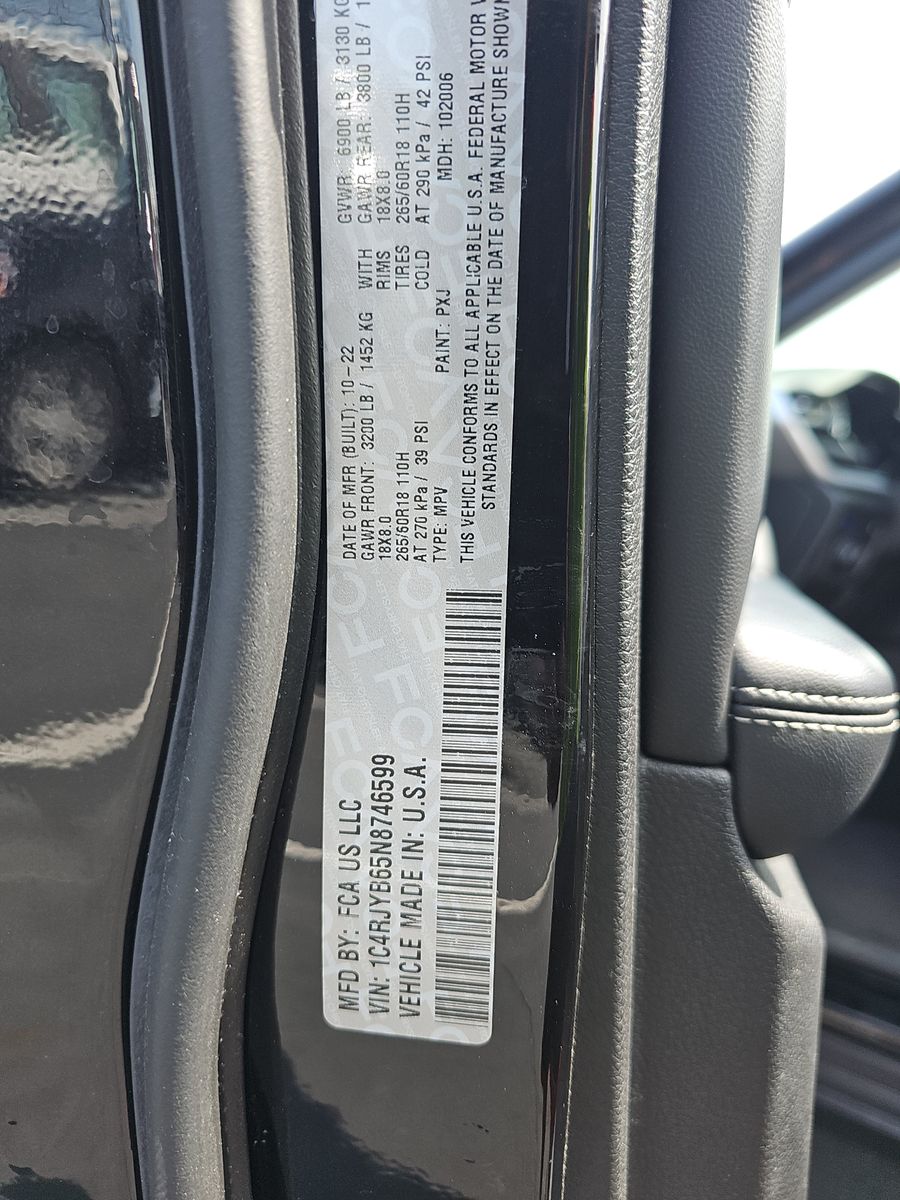 MFD BY: FCA US LLC
VIN: 1C4RJYB65N8746599
VEHICLE MADE IN: U.S.A.
DATE OF MFR (BUILT): 10-22 GVWR: 6900 LB / 3130 KG
GAWR FRONT: 3200 LB / 1452 KG WITH GAWR REAR: 3800 LB /
18X8.0 RIMS 18X8.0
265/60R18 110H TIRES 265/60R18 110H
AT 270 kPa / 39 PSI COLD AT 290 kPa / 42 PSI
TYPE: MPV PAINT: PXJ MDH: 102006
THIS VEHICLE CONFORMS TO ALL APPLICABLE U.S.A. FEDERAL MOTOR
STANDARDS IN EFFECT ON THE DATE OF MANUFACTURE SHOWN